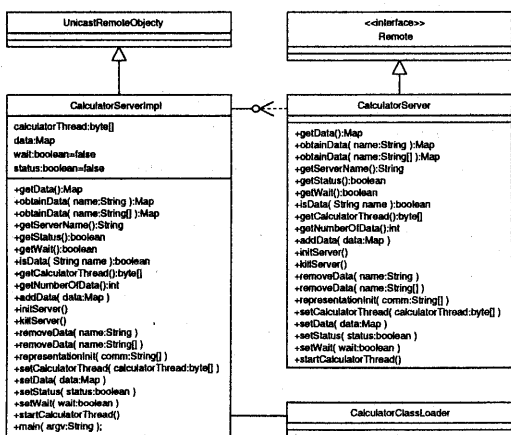 UnicastRemoteObjecty
<<interface>>
Remote
CalculatorServerImpl
calculatorThread:byte[]
data:Map
wait:boolean=false
status:boolean=false
+getData():Map
+obtainData( name:String ):Map
+obtainData( name:String[] ):Map
+getServerName():String
+getStatus():boolean
+getWait():boolean
+isData( String name ):boolean
+getCalculatorThread():byte[]
+getNumberOfData():int
+addData( data:Map )
+initServer()
+killServer()
+removeData( name:String )
+removeData( name:String[] )
+representationInit( comm:String[] )
+setCalculatorThread( calculatorThread:byte[] )
+setData( data:Map )
+setStatus( status:boolean )
+setWait( wait:boolean )
+startCalculatorThread()
+main( argv:String );
CalculatorServer
+getData():Map
+obtainData( name:String ):Map
+obtainData( name:String[] ):Map
+getServerName():String
+getStatus():boolean
+getWait():boolean
+isData( String name ):boolean
+getCalculatorThread():byte[]
+getNumberOfData():int
+addData( data:Map )
+initServer()
+killServer()
+removeData( name:String )
+removeData( name:String[] )
+representationInit( comm:String[] )
+setCalculatorThread( calculatorThread:byte[] )
+setData( data:Map )
+setStatus( status:boolean )
+setWait( wait:boolean )
+startCalculatorThread()
CalculatorClassLoader